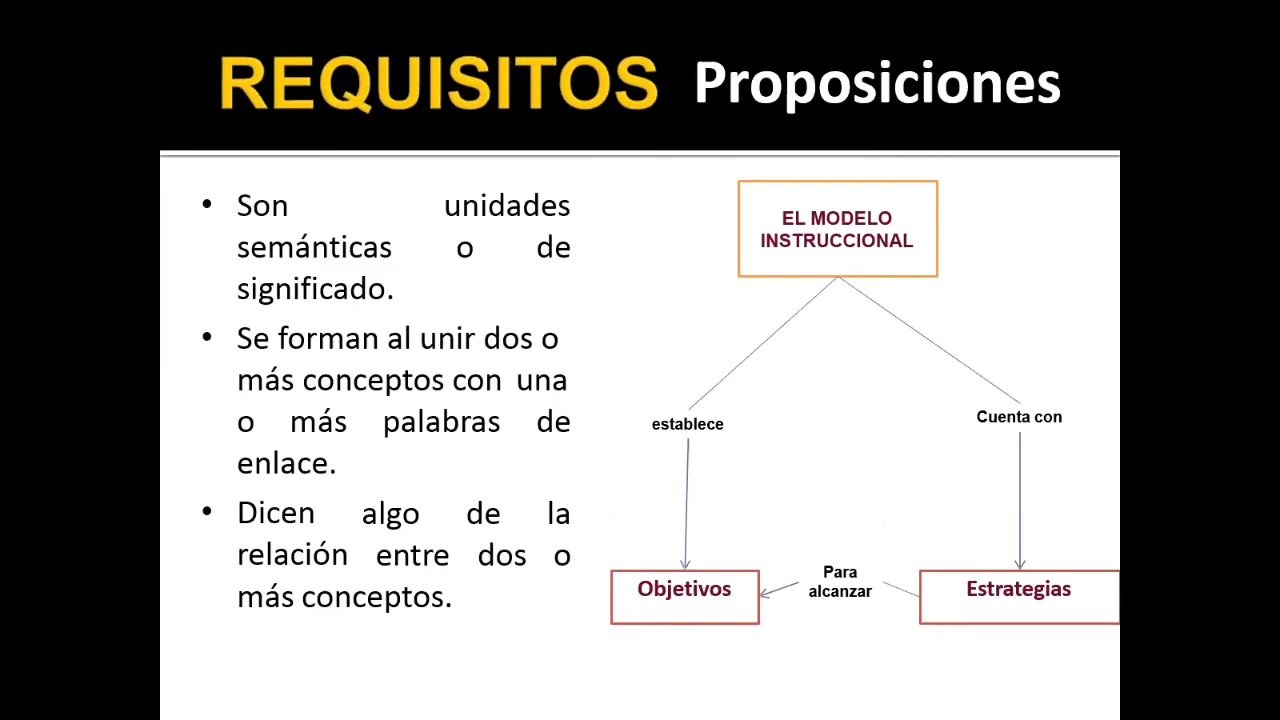 REQUISITOS Proposiciones
• Son unidades
semánticas o de
significado.
• Se forman al unir dos o
más conceptos con una
o más palabras de
enlace.
• Dicen algo de la
relación entre dos o
más conceptos.
EL MODELO
INSTRUCCIONAL
establece
Cuenta con
Objetivos
Para
alcanzar
Estrategias